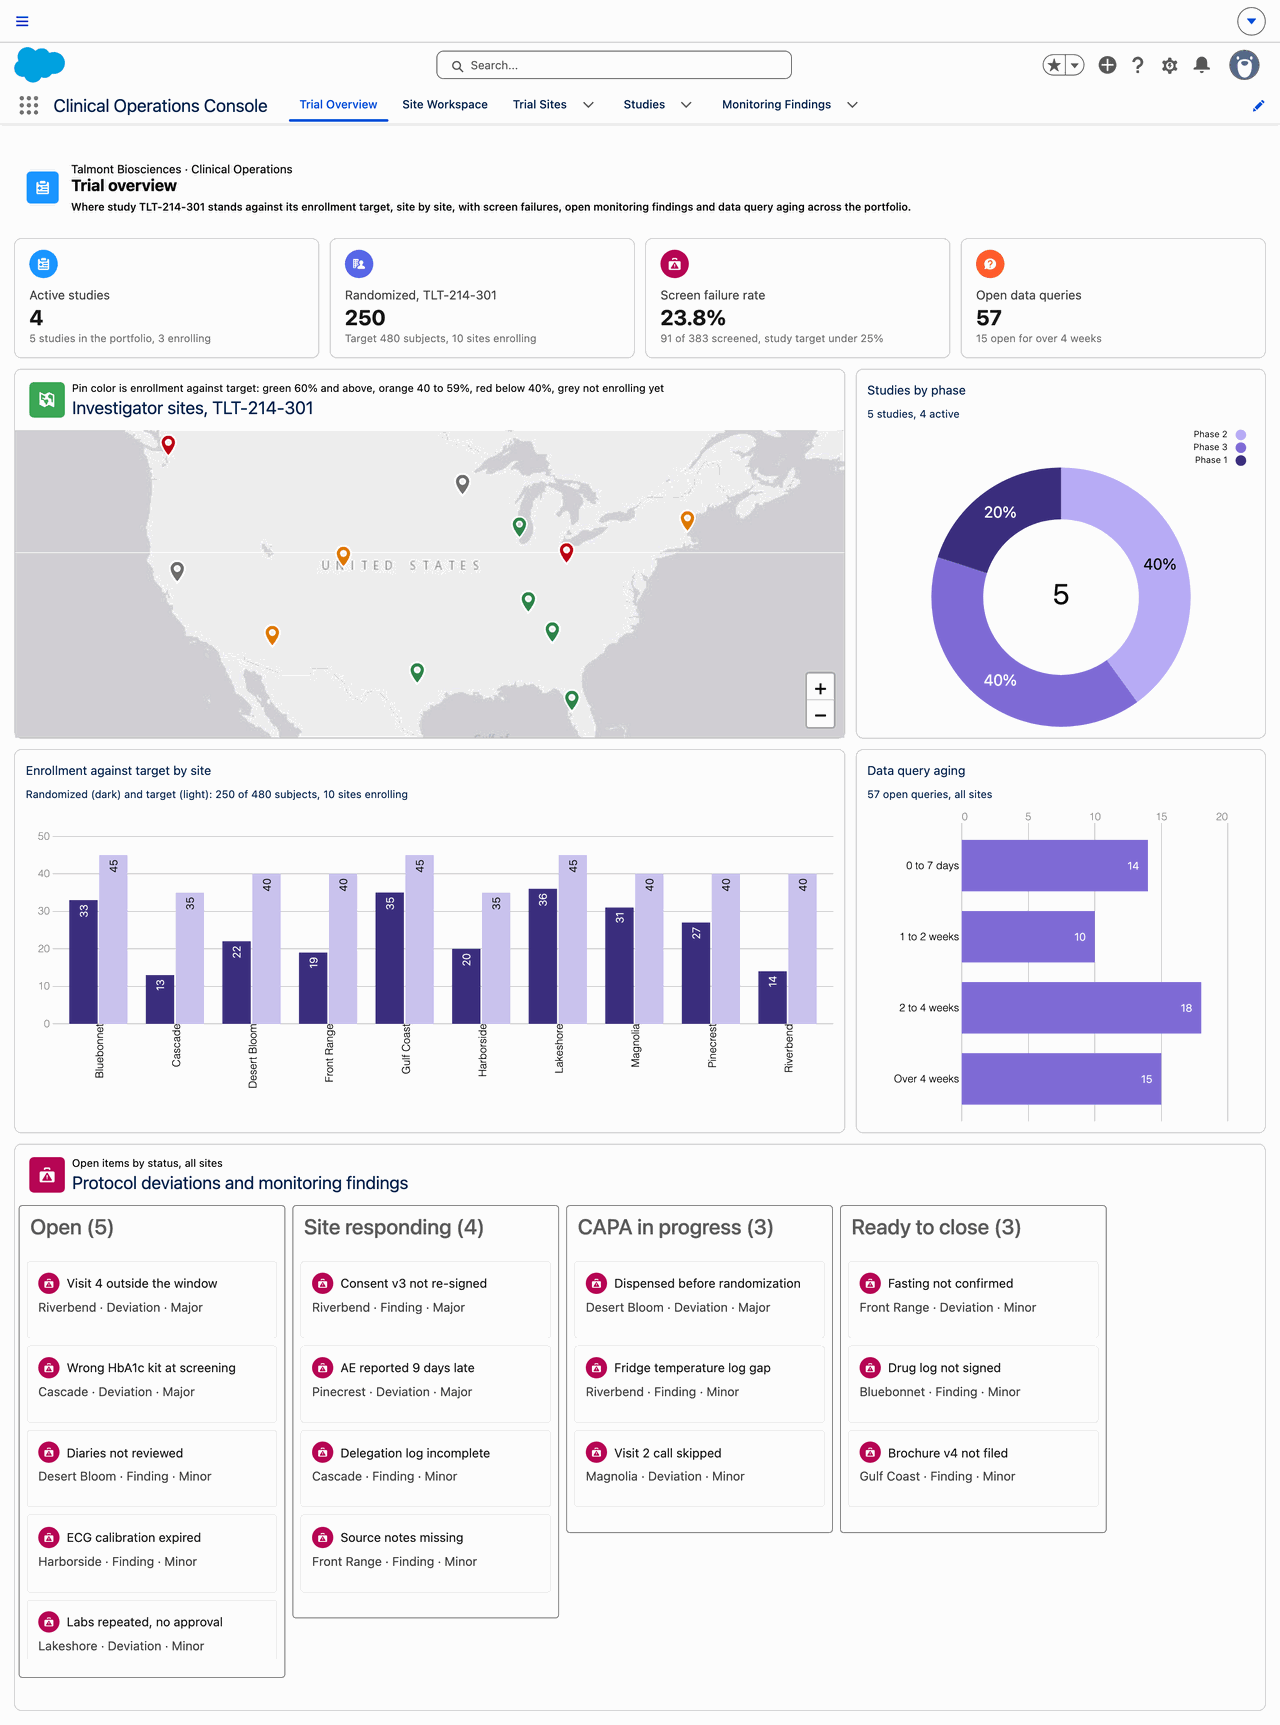 Search...
Clinical Operations Console
Trial Overview
Site Workspace
Trial Sites
Studies
Monitoring Findings
Talmont Biosciences · Clinical Operations
Trial overview
Where study TLT-214-301 stands against its enrollment target, site by site, with screen failures, open monitoring findings and data query aging across the portfolio.
Active studies
4
5 studies in the portfolio, 3 enrolling
Randomized, TLT-214-301
250
Target 480 subjects, 10 sites enrolling
Screen failure rate
23.8%
91 of 383 screened, study target under 25%
Open data queries
57
15 open for over 4 weeks
Pin color is enrollment against target: green 60% and above, orange 40 to 59%, red below 40%, grey not enrolling yet
Investigator sites, TLT-214-301
UNITED STATES
+
−
Studies by phase
5 studies, 4 active
Phase 2
Phase 3
Phase 1
20%
40%
40%
5
Enrollment against target by site
Randomized (dark) and target (light): 250 of 480 subjects, 10 sites enrolling
50
40
30
20
10
0
33
45
13
35
22
40
19
40
35
45
20
35
36
45
31
40
27
40
14
40
Bluebonnet
Cascade
Desert Bloom
Front Range
Gulf Coast
Harborside
Lakeshore
Magnolia
Pinecrest
Riverbend
Data query aging
57 open queries, all sites
0
5
10
15
20
0 to 7 days
14
1 to 2 weeks
10
2 to 4 weeks
18
Over 4 weeks
15
Open items by status, all sites
Protocol deviations and monitoring findings
Open (5)
Visit 4 outside the window
Riverbend · Deviation · Major
Wrong HbA1c kit at screening
Cascade · Deviation · Major
Diaries not reviewed
Desert Bloom · Finding · Minor
ECG calibration expired
Harborside · Finding · Minor
Labs repeated, no approval
Lakeshore · Deviation · Minor
Site responding (4)
Consent v3 not re-signed
Riverbend · Finding · Major
AE reported 9 days late
Pinecrest · Deviation · Major
Delegation log incomplete
Cascade · Finding · Minor
Source notes missing
Front Range · Finding · Minor
CAPA in progress (3)
Dispensed before randomization
Desert Bloom · Deviation · Major
Fridge temperature log gap
Riverbend · Finding · Minor
Visit 2 call skipped
Magnolia · Deviation · Minor
Ready to close (3)
Fasting not confirmed
Front Range · Deviation · Minor
Drug log not signed
Bluebonnet · Finding · Minor
Brochure v4 not filed
Gulf Coast · Finding · Minor